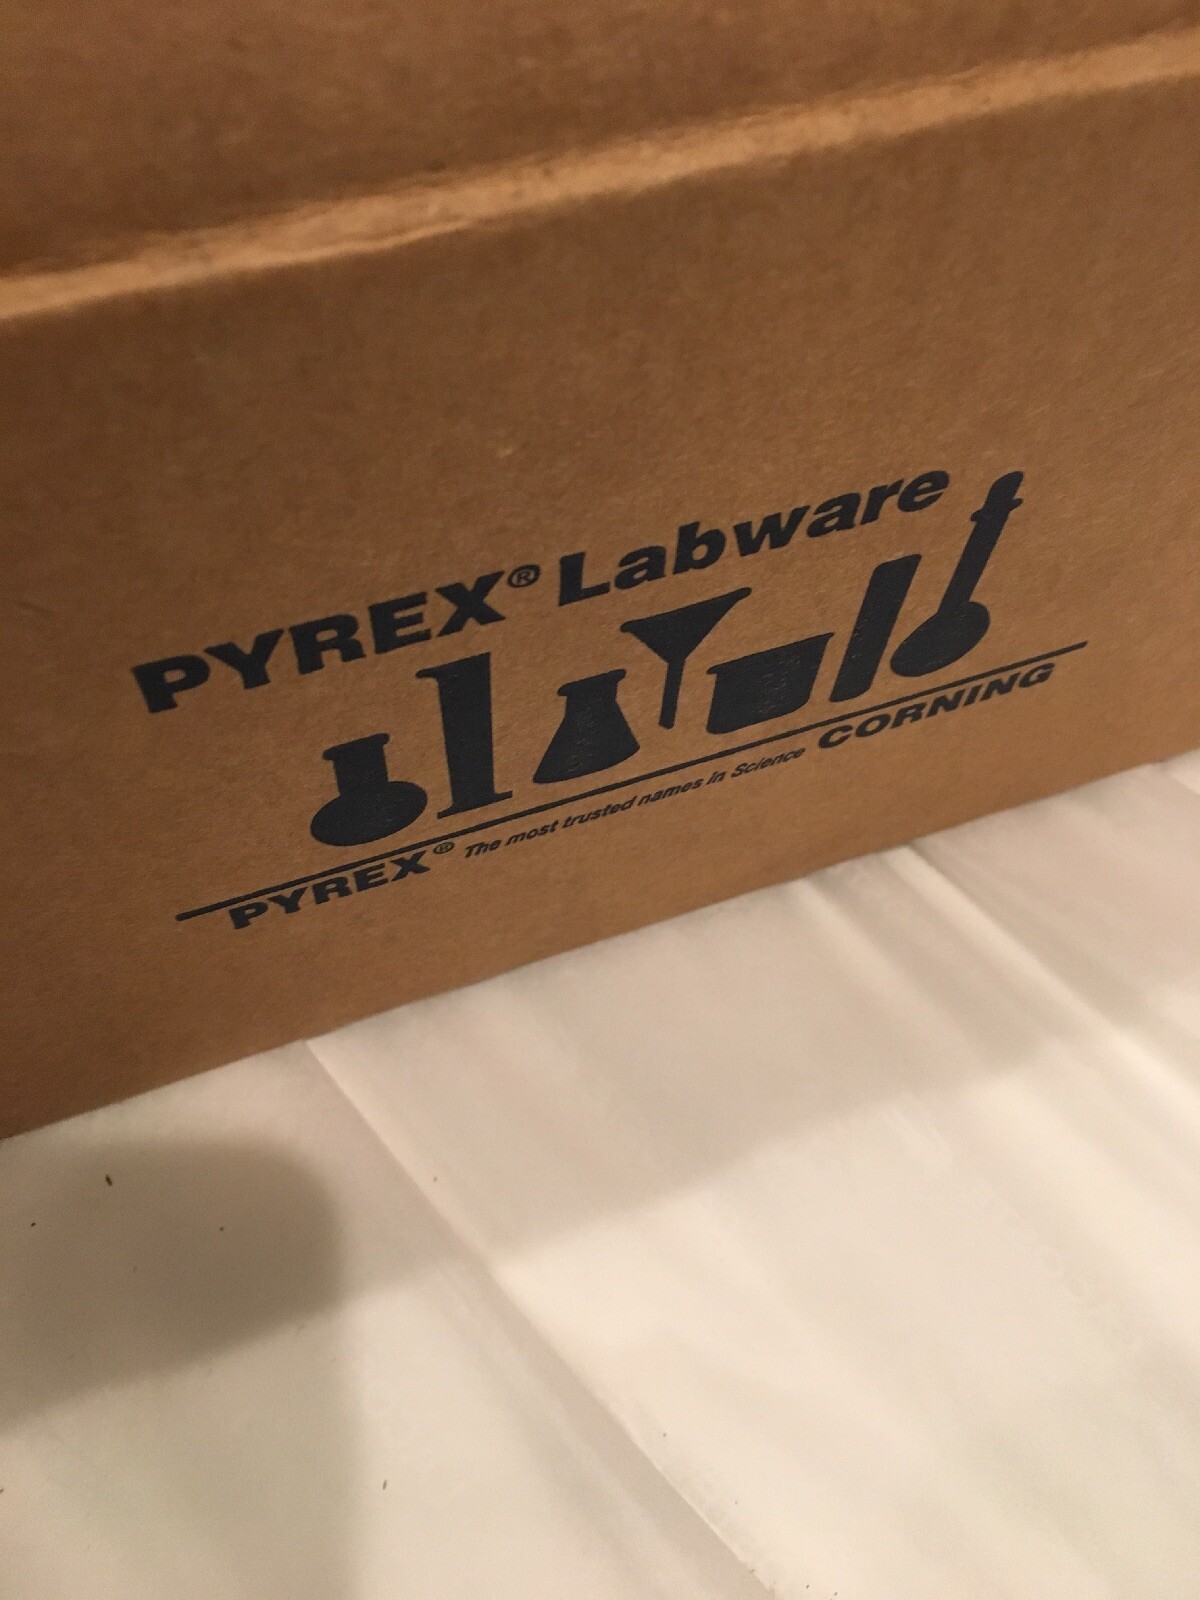 PYREX® Labware
PYREX® The most trusted names in Science CORNING